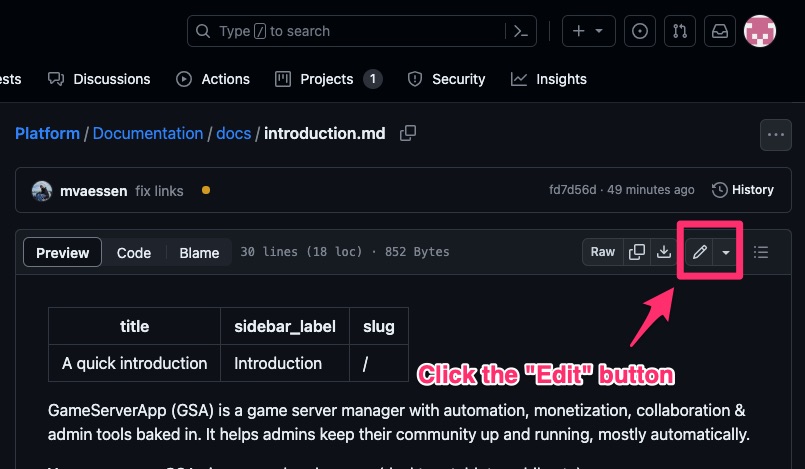 Type / to search
ests Discussions Actions Projects 1 Security Insights
Platform / Documentation / docs / introduction.md
mvaessen fix links fd7d56d · 49 minutes ago History
Preview Code Blame 30 lines (18 loc) · 852 Bytes Raw
title sidebar_label slug
A quick introduction Introduction /
Click the "Edit" button
GameServerApp (GSA) is a game server manager with automation, monetization, collaboration &
admin tools baked in. It helps admins keep their community up and running, mostly automatically.